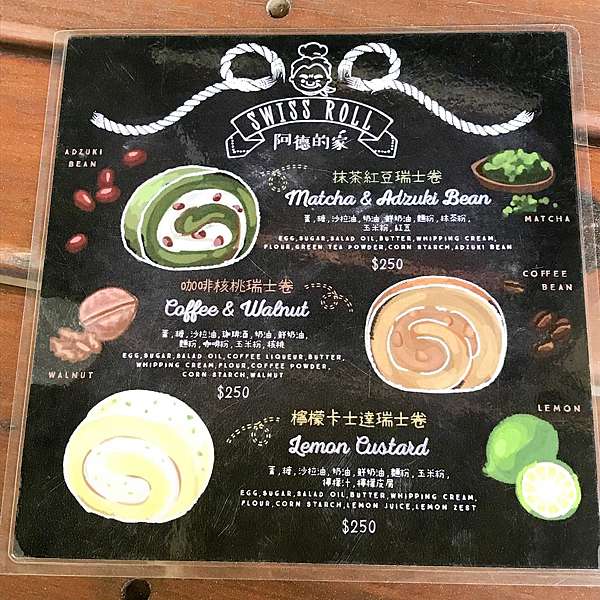 SWISS ROLL
阿德的家
ADZUKI
BEAN
抹茶紅豆瑞士卷
Matcha & Adzuki Bean
蛋,糖,沙拉油,奶油,鮮奶油,麵粉,抹茶粉,
玉米粉,紅豆
EGG,SUGAR,SALAD OIL,BUTTER,WHIPPING CREAM,
FLOUR,GREEN TEA POWDER,CORN STARCH,ADZUKI BEAN
$250
MATCHA
咖啡核桃瑞士卷
Coffee & Walnut
蛋,糖,沙拉油,咖啡酒,奶油,鮮奶油,
麵粉,咖啡粉,玉米粉,核桃
EGG,SUGAR,SALAD OIL,COFFEE LIQUEUR,BUTTER,
WHIPPING CREAM,FLOUR,COFFEE POWDER,
CORN STARCH,WALNUT
$250
COFFEE
BEAN
WALNUT
檸檬卡士達瑞士卷
Lemon Custard
蛋,糖,沙拉油,奶油,鮮奶油,麵粉,玉米粉,
檸檬汁,檸檬皮屑
EGG,SUGAR,SALAD OIL,BUTTER,WHIPPING CREAM,
FLOUR,CORN STARCH,LEMON JUICE,LEMON ZEST
$250
LEMON